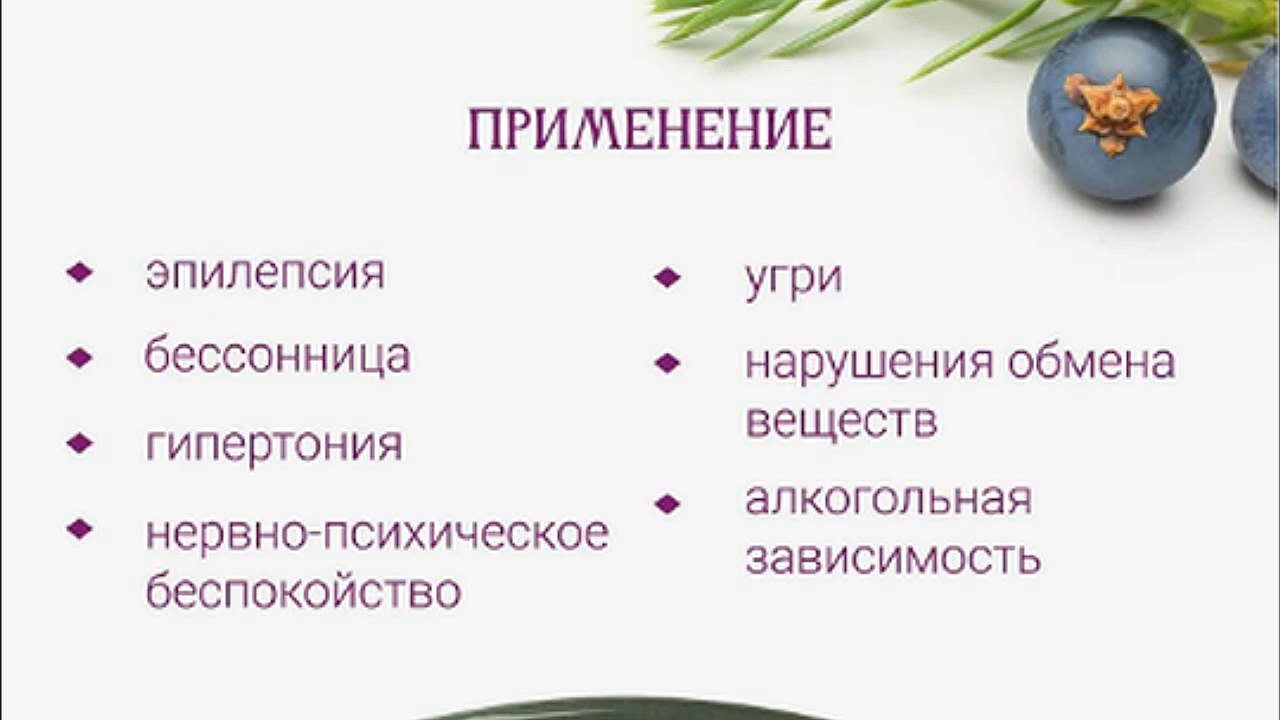 ПРИМЕНЕНИЕ
эпилепсия
бессонница
гипертония
нервно-психическое
беспокойство
угри
нарушения обмена
веществ
алкогольная
зависимость